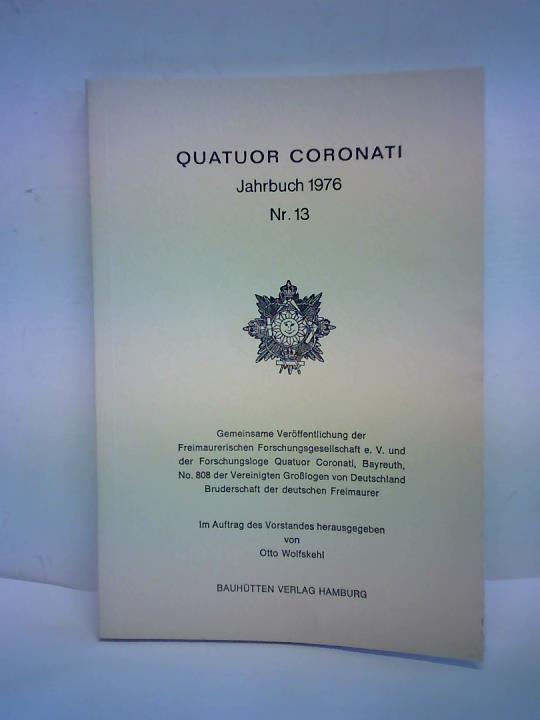 QUATUOR CORONATI
Jahrbuch 1976
Nr. 13
Gemeinsame Veröffentlichung der
Freimaurerischen Forschungsgesellschaft e. V. und
der Forschungsloge Quatuor Coronati, Bayreuth,
No. 808 der Vereinigten Großlogen von Deutschland
Bruderschaft der deutschen Freimaurer
Im Auftrag des Vorstandes herausgegeben
von
Otto Wolfskehl
BAUHÜTTEN VERLAG HAMBURG